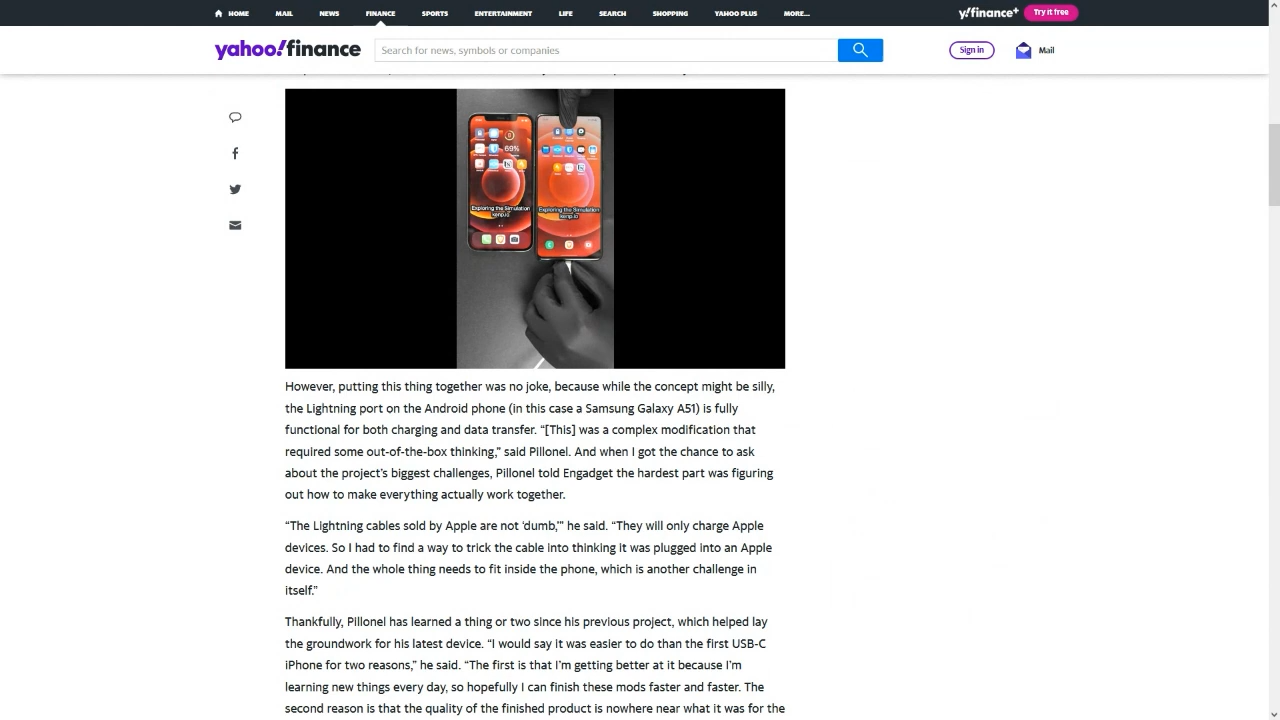 HOME MAIL NEWS FINANCE SPORTS ENTERTAINMENT LIFE SEARCH SHOPPING YAHOO PLUS MORE... y!finance+ Try it free
yahoo!finance Search for news, symbols or companies Sign in Mail
69%
Exploring the Simulation
kenp.io
Exploring the Simulation
kenp.io
However, putting this thing together was no joke, because while the concept might be silly,
the Lightning port on the Android phone (in this case a Samsung Galaxy A51) is fully
functional for both charging and data transfer. “[This] was a complex modification that
required some out-of-the-box thinking,” said Pillonel. And when I got the chance to ask
about the project’s biggest challenges, Pillonel told Engadget the hardest part was figuring
out how to make everything actually work together.
“The Lightning cables sold by Apple are not ‘dumb,’” he said. “They will only charge Apple
devices. So I had to find a way to trick the cable into thinking it was plugged into an Apple
device. And the whole thing needs to fit inside the phone, which is another challenge in
itself.”
Thankfully, Pillonel has learned a thing or two since his previous project, which helped lay
the groundwork for his latest device. “I would say it was easier to do than the first USB-C
iPhone for two reasons,” he said. “The first is that I’m getting better at it because I’m
learning new things every day, so hopefully I can finish these mods faster and faster. The
second reason is that the quality of the finished product is nowhere near what it was for the